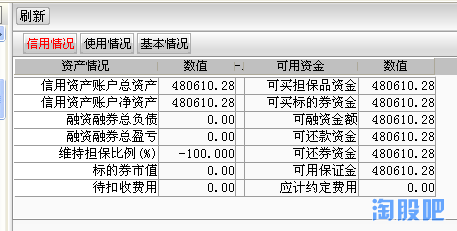 刷新
信用情况 使用情况 基本情况
资产情况 数值 -. 可用资金 数值
信用资产账户总资产 480610.28 可买担保品资金 480610.28
信用资产账户净资产 480610.28 可买标的券资金 480610.28
融资融券总负债 0.00 可融资金额 480610.28
融资融券总盈亏 0.00 可还款资金 480610.28
维持担保比例(%) -100.000 可还券资金 480610.28
标的券市值 0.00 可用保证金 480610.28
待扣收费用 0.00 应计约定费用 0.00
淘股吧